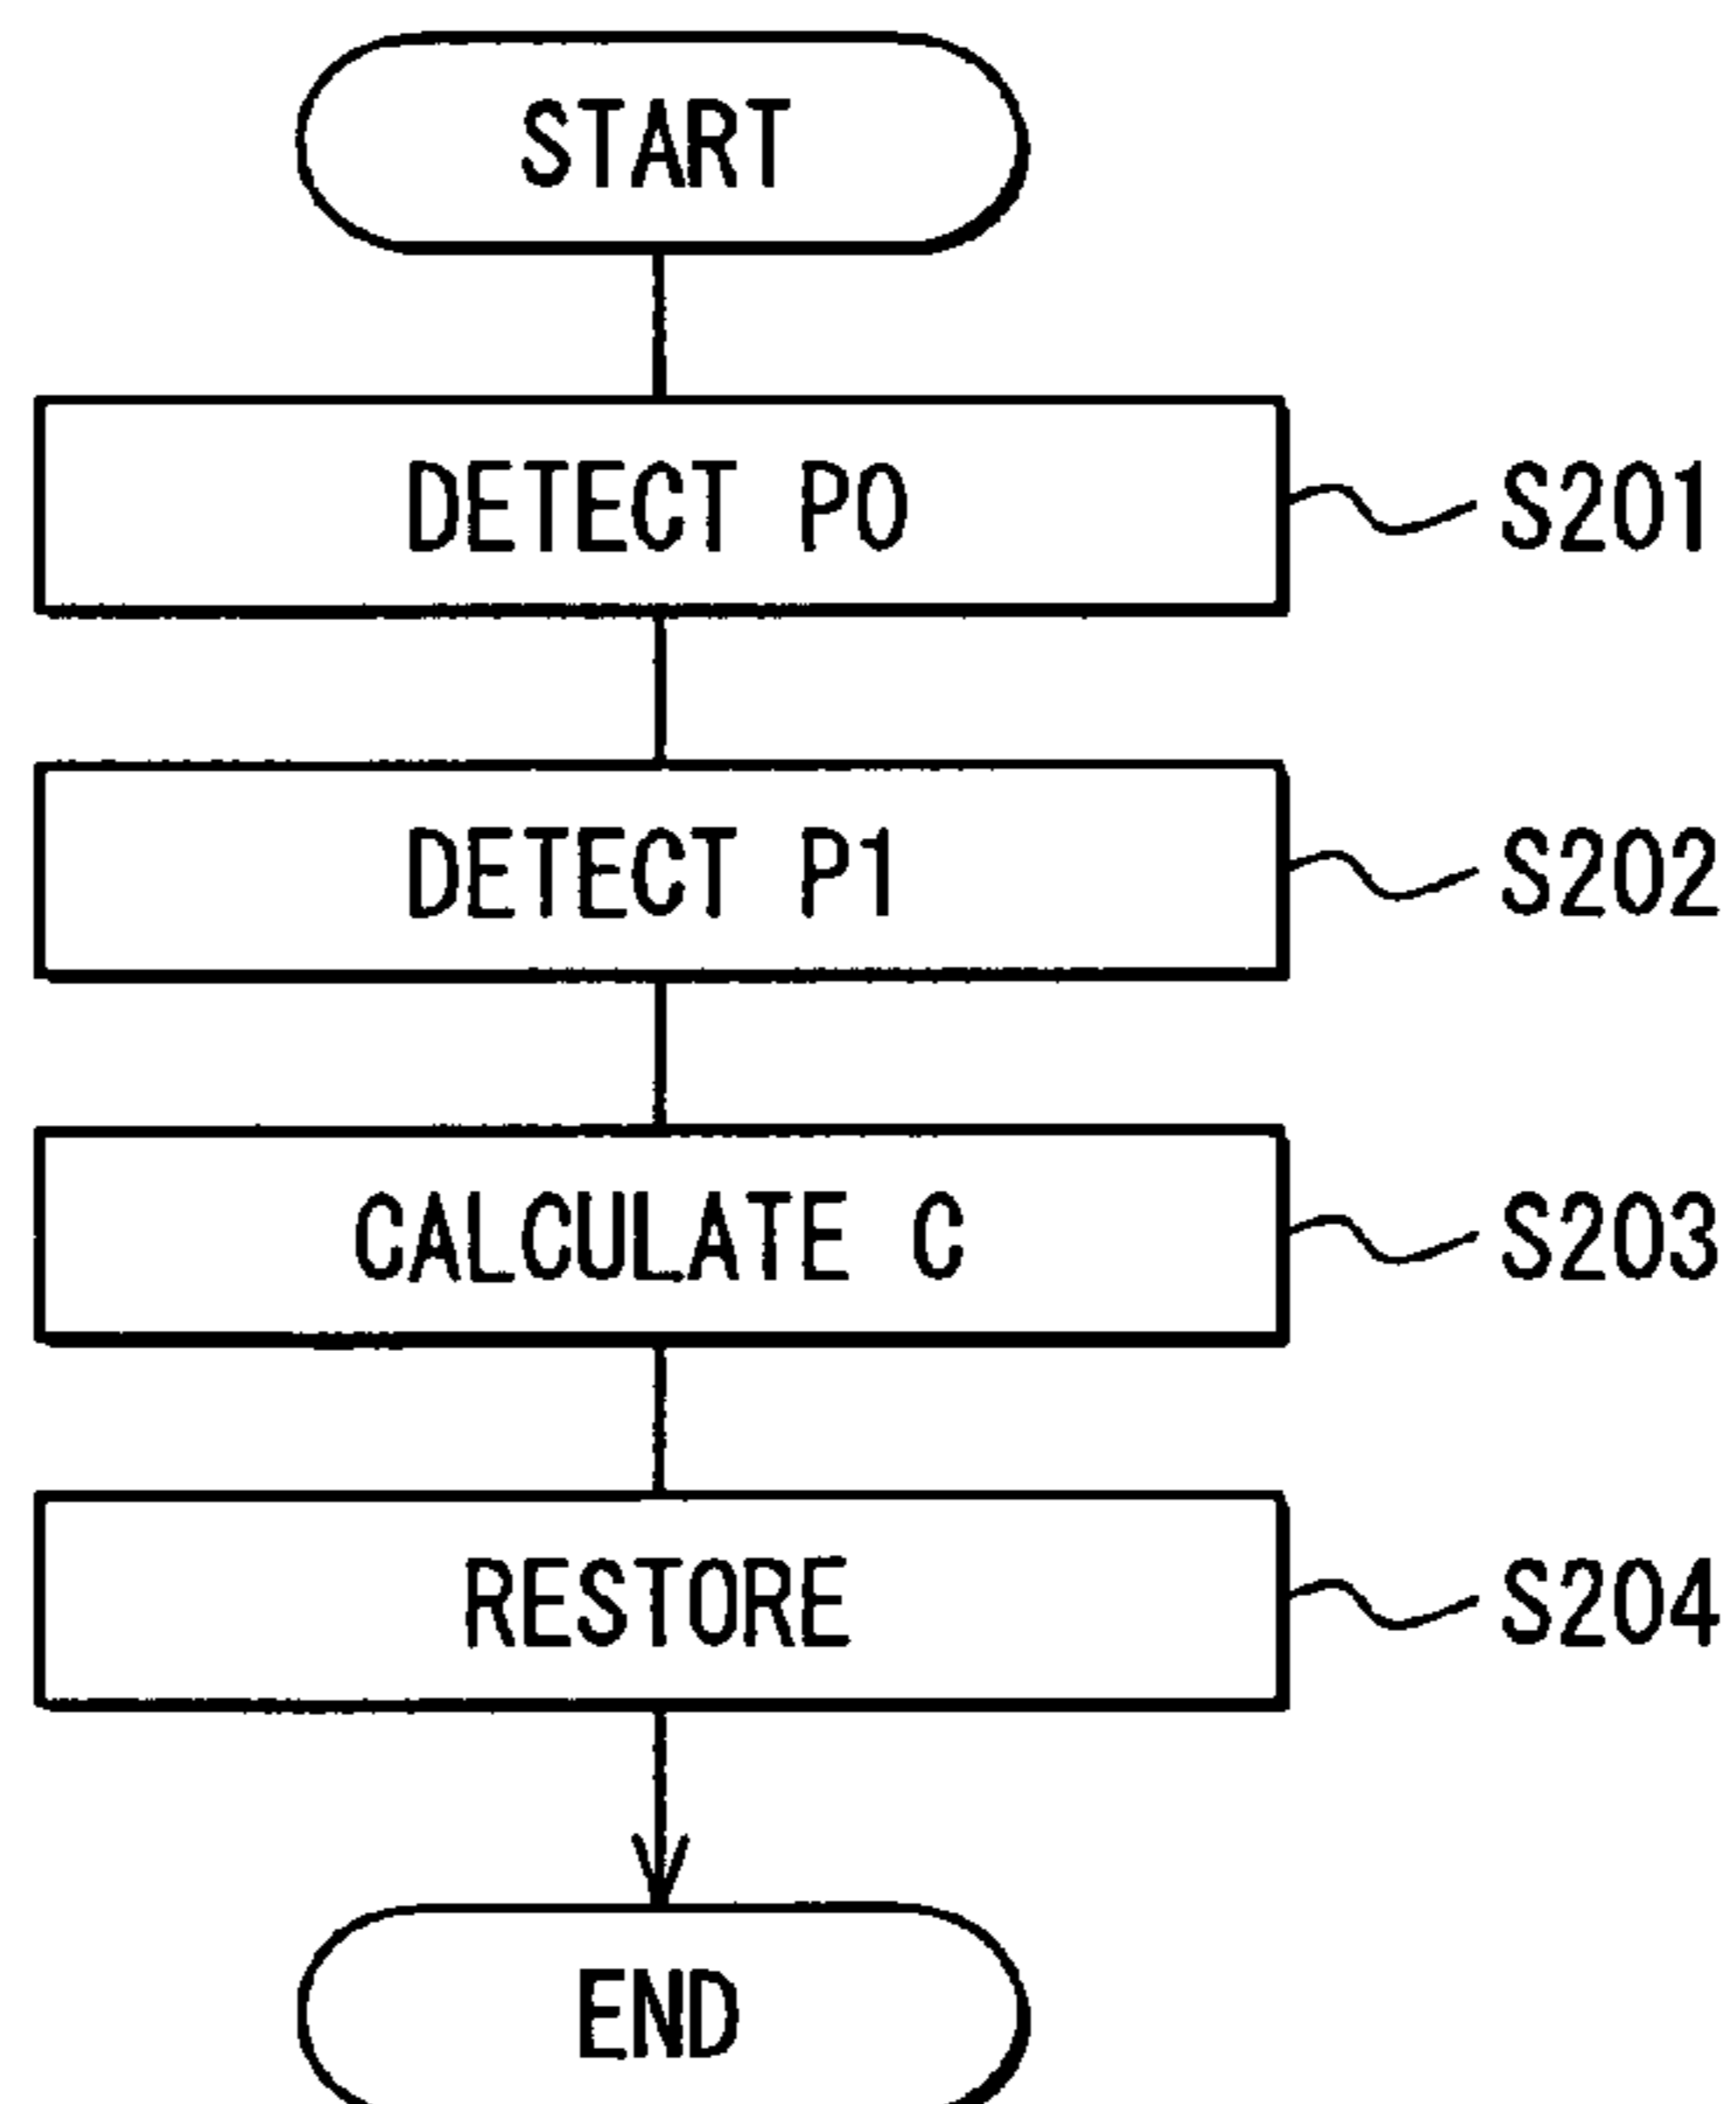 START
DETECT P0 S201
DETECT P1 S202
CALCULATE C S203
RESTORE S204
END